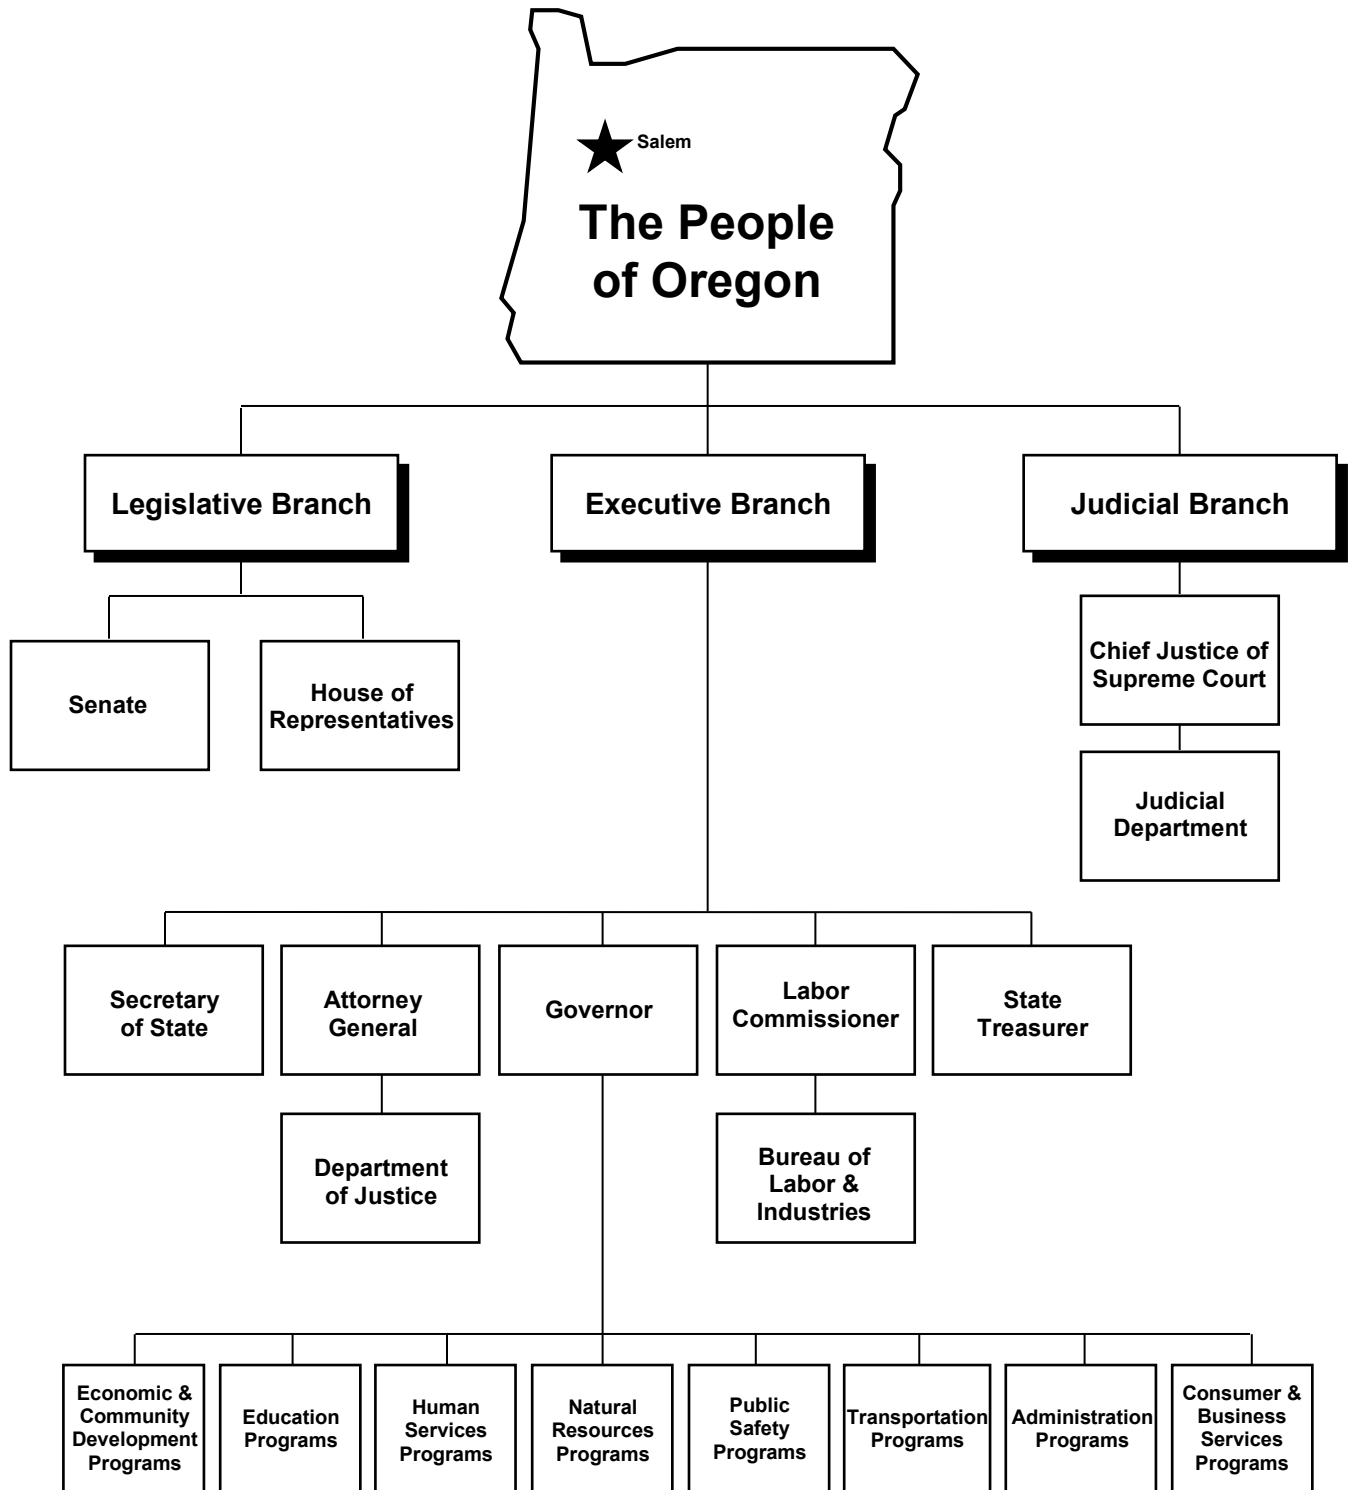 Salem
The People
of Oregon
Legislative Branch
Executive Branch
Judicial Branch
Senate
House of
Representatives
Chief Justice of
Supreme Court
Judicial
Department
Secretary
of State
Attorney
General
Governor
Labor
Commissioner
State
Treasurer
Department
of Justice
Bureau of
Labor &
Industries
Economic &
Community
Development
Programs
Education
Programs
Human
Services
Programs
Natural
Resources
Programs
Public
Safety
Programs
Transportation
Programs
Administration
Programs
Consumer &
Business
Services
Programs